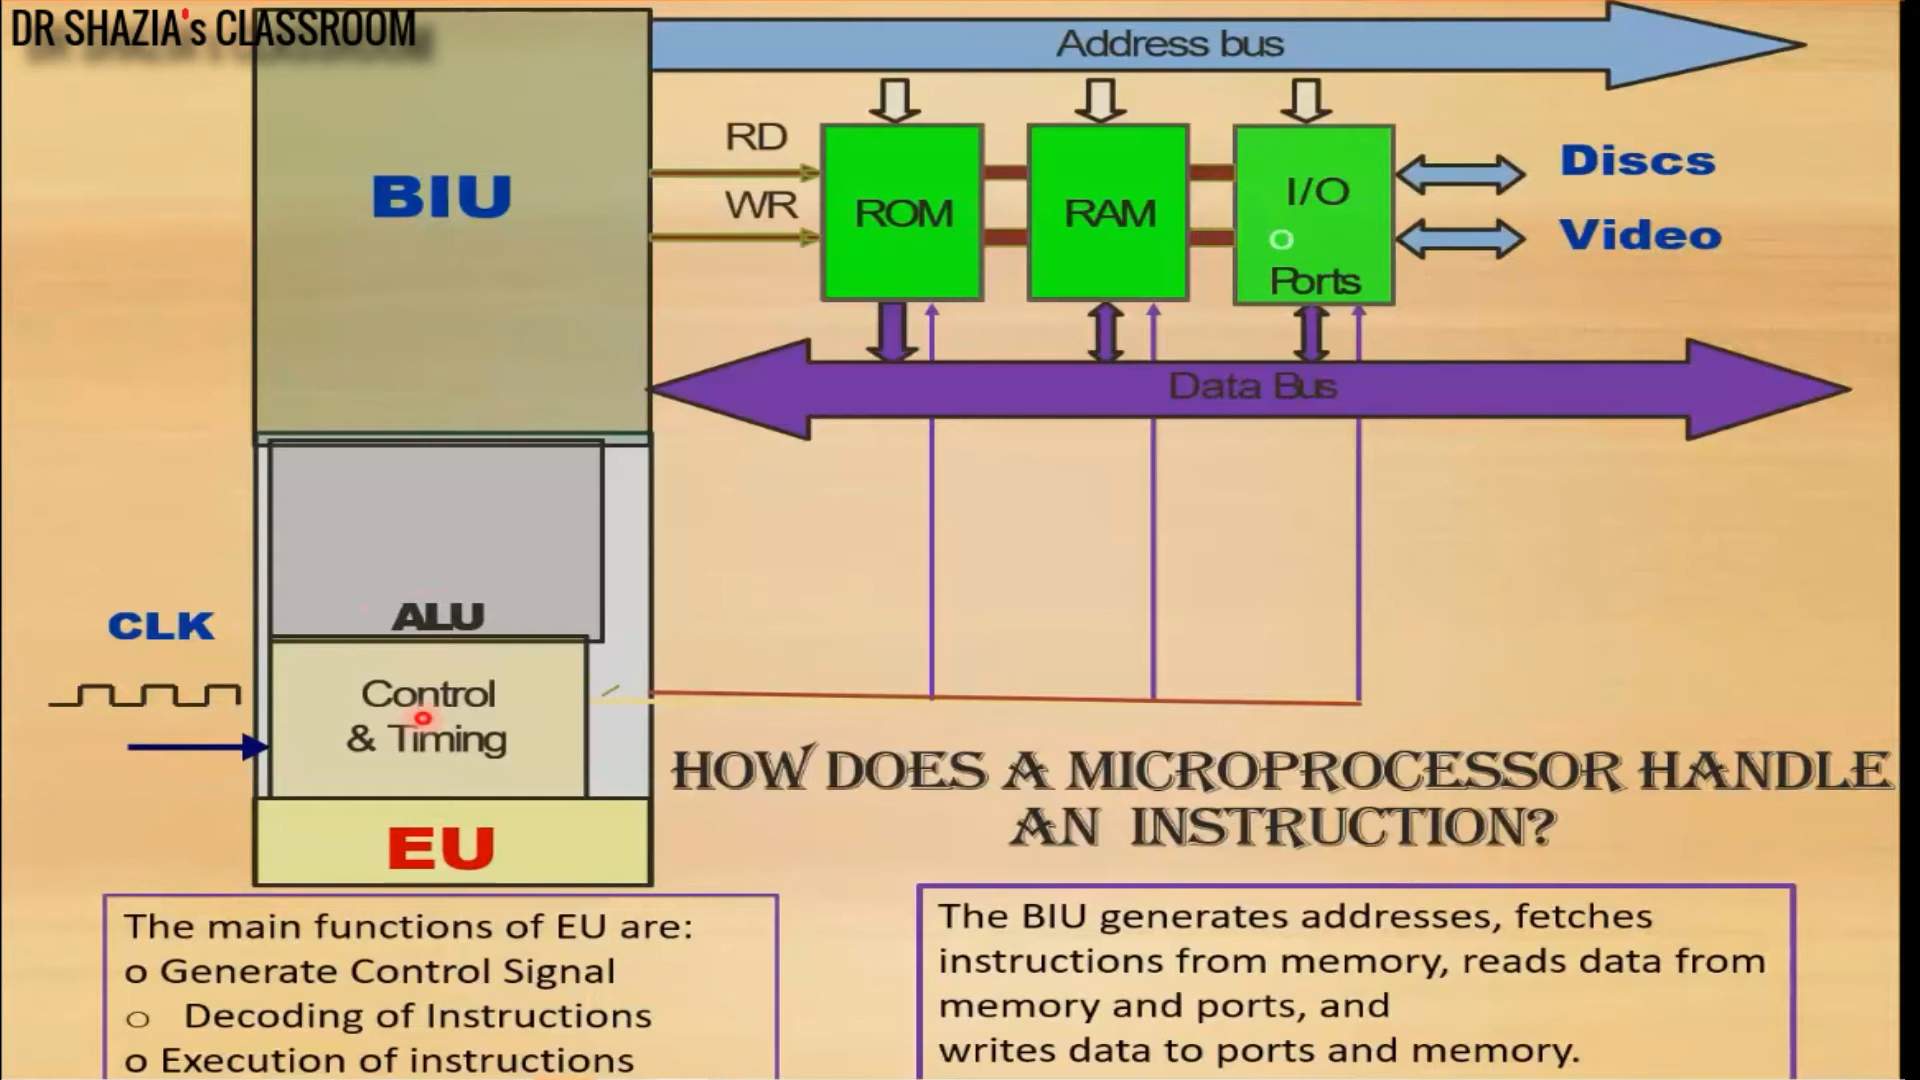 DR SHAZIA's CLASSROOM
Address bus
RD
WR
BIU
ROM
RAM
I/O
Ports
Discs
Video
Data Bus
ALU
CLK
Control
& Timing
EU
HOW DOES A MICROPROCESSOR HANDLE
AN INSTRUCTION?
The main functions of EU are:
o Generate Control Signal
o Decoding of Instructions
o Execution of instructions
The BIU generates addresses, fetches
instructions from memory, reads data from
memory and ports, and
writes data to ports and memory.